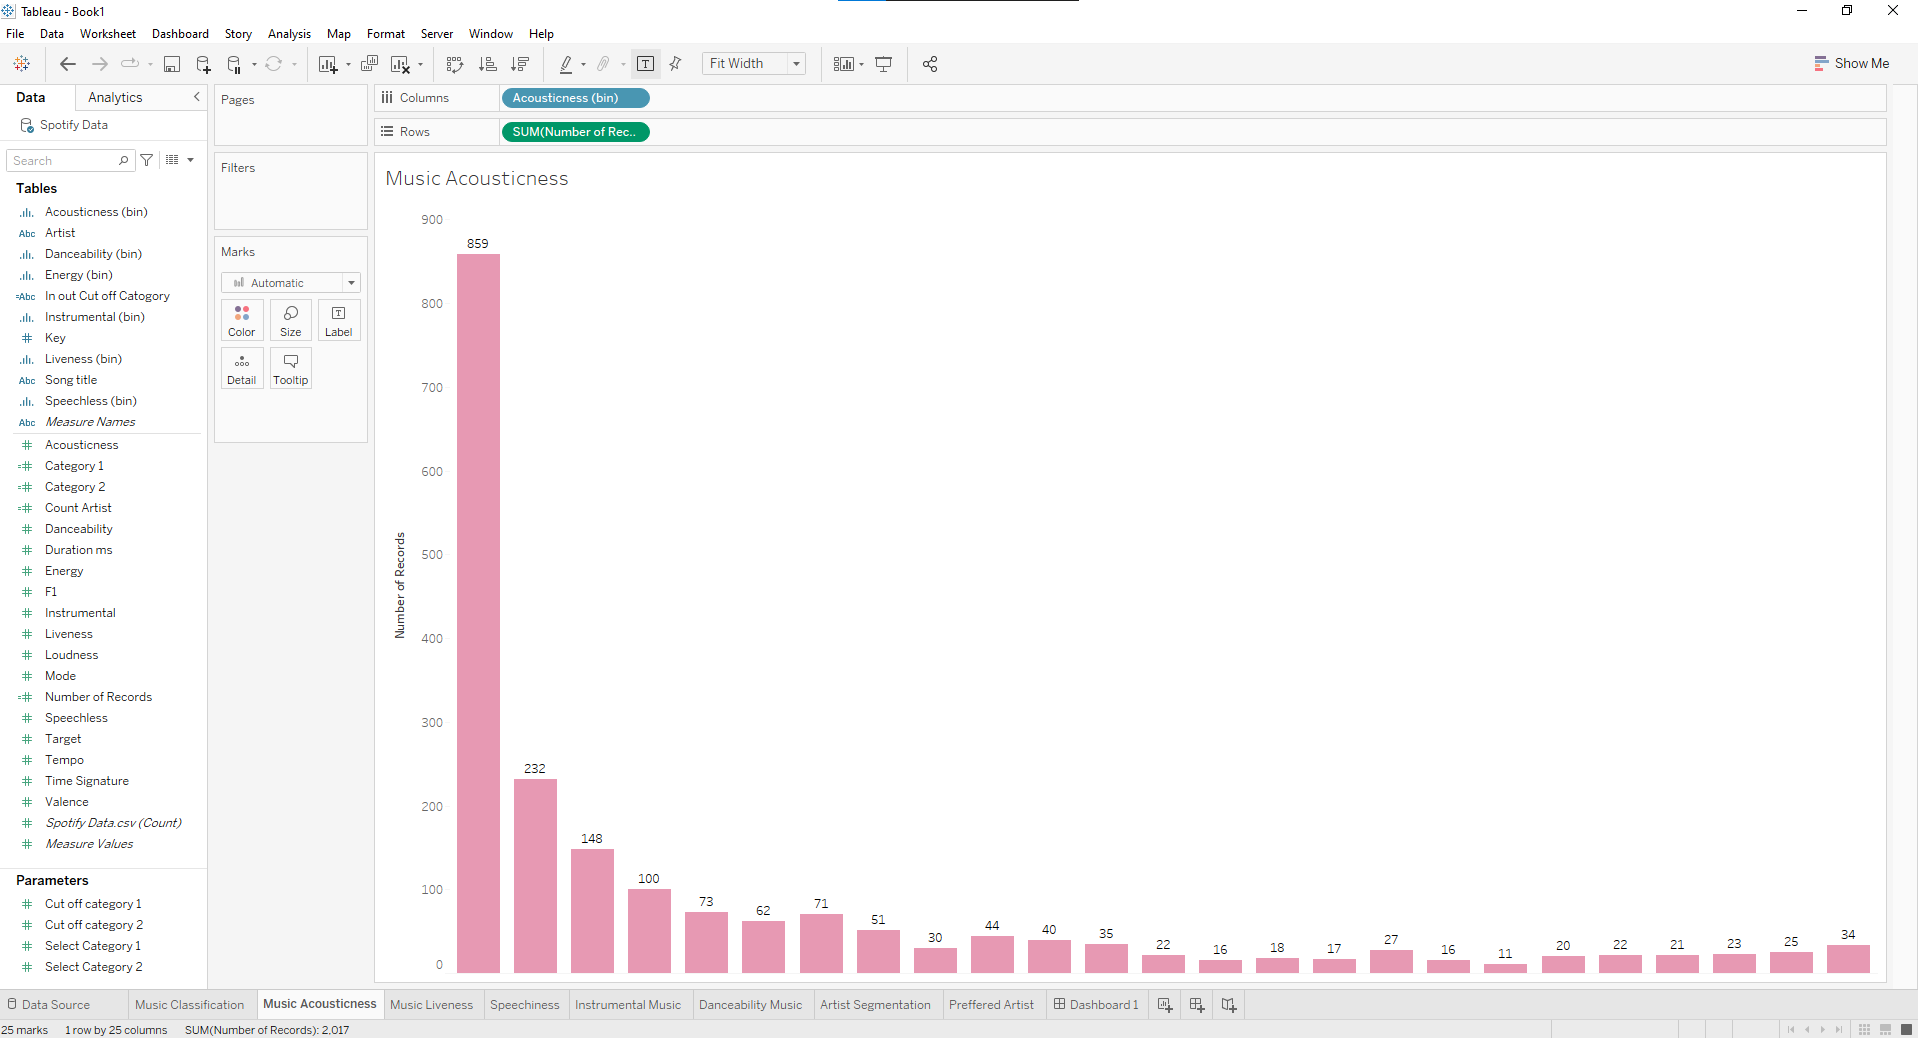 Tableau - Book1
File Data Worksheet Dashboard Story Analysis Map Format Server Window Help
Fit Width
Show Me
Data Analytics
Spotify Data
Search
Tables
Acousticness (bin)
Abc Artist
Danceability (bin)
Energy (bin)
=Abc In out Cut off Catogory
Instrumental (bin)
# Key
Liveness (bin)
Abc Song title
Speechless (bin)
Abc Measure Names
# Acousticness
=# Category 1
=# Category 2
=# Count Artist
# Danceability
# Duration ms
# Energy
# F1
# Instrumental
# Liveness
# Loudness
# Mode
=# Number of Records
# Speechless
# Target
# Tempo
# Time Signature
# Valence
# Spotify Data.csv (Count)
# Measure Values
Parameters
# Cut off category 1
# Cut off category 2
# Select Category 1
# Select Category 2
Pages
Filters
Marks
Automatic
Color Size Label
Detail Tooltip
Columns Acousticness (bin)
Rows SUM(Number of Rec..
Music Acousticness
Number of Records
900
800
700
600
500
400
300
200
100
0
859 232 148 100 73 62 71 51 30 44 40 35 22 16 18 17 27 16 11 20 22 21 23 25 34
Data Source Music Classification Music Acousticness Music Liveness Speechiness Instrumental Music Danceability Music Artist Segmentation Preffered Artist Dashboard 1
25 marks 1 row by 25 columns SUM(Number of Records): 2,017